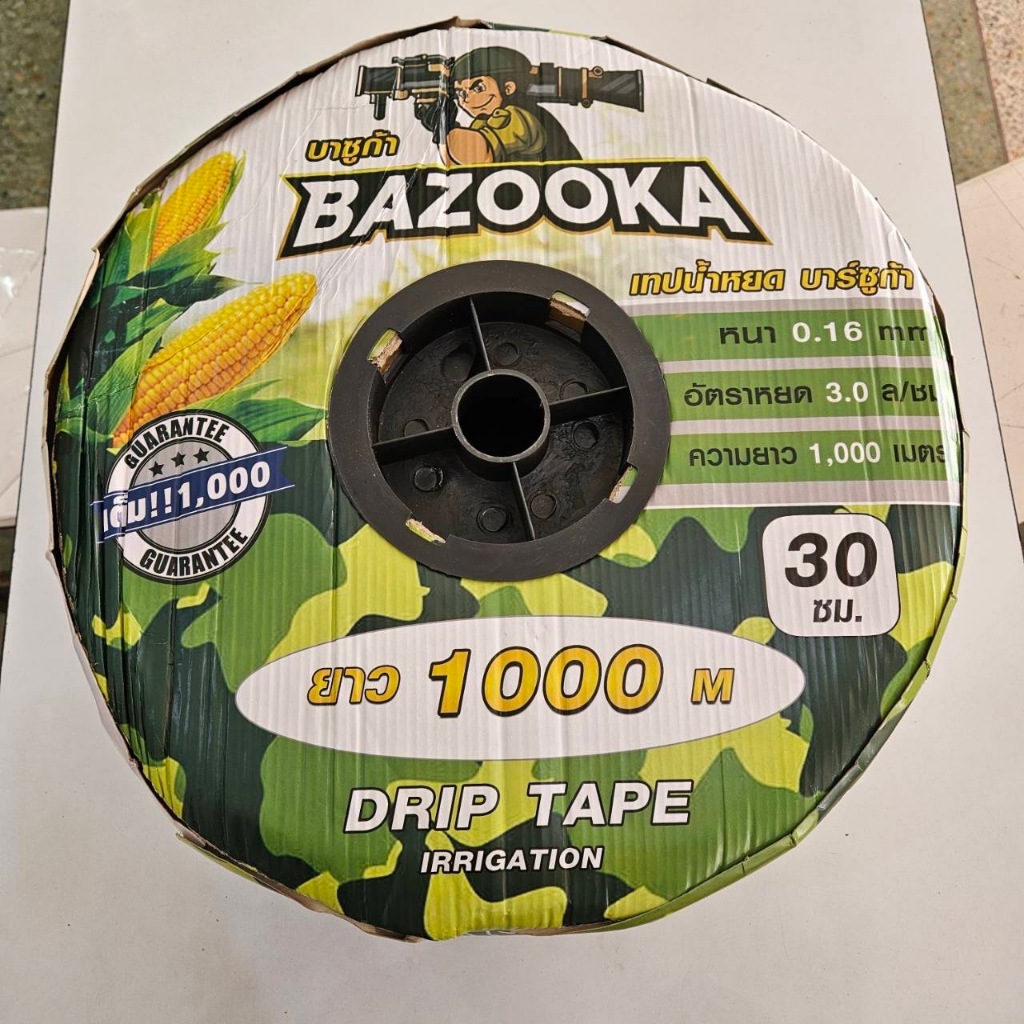 บาซูก้า
BAZOOKA
เทปน้ำหยด บาร์ซูก้า
หนา 0.16 mm
อัตราหยด 3.0 ล/ชม
ความยาว 1,000 เมตร
GUARANTEE
เต็ม!!1,000
GUARANTEE
30
ซม.
ยาว 1000 M
DRIP TAPE
IRRIGATION